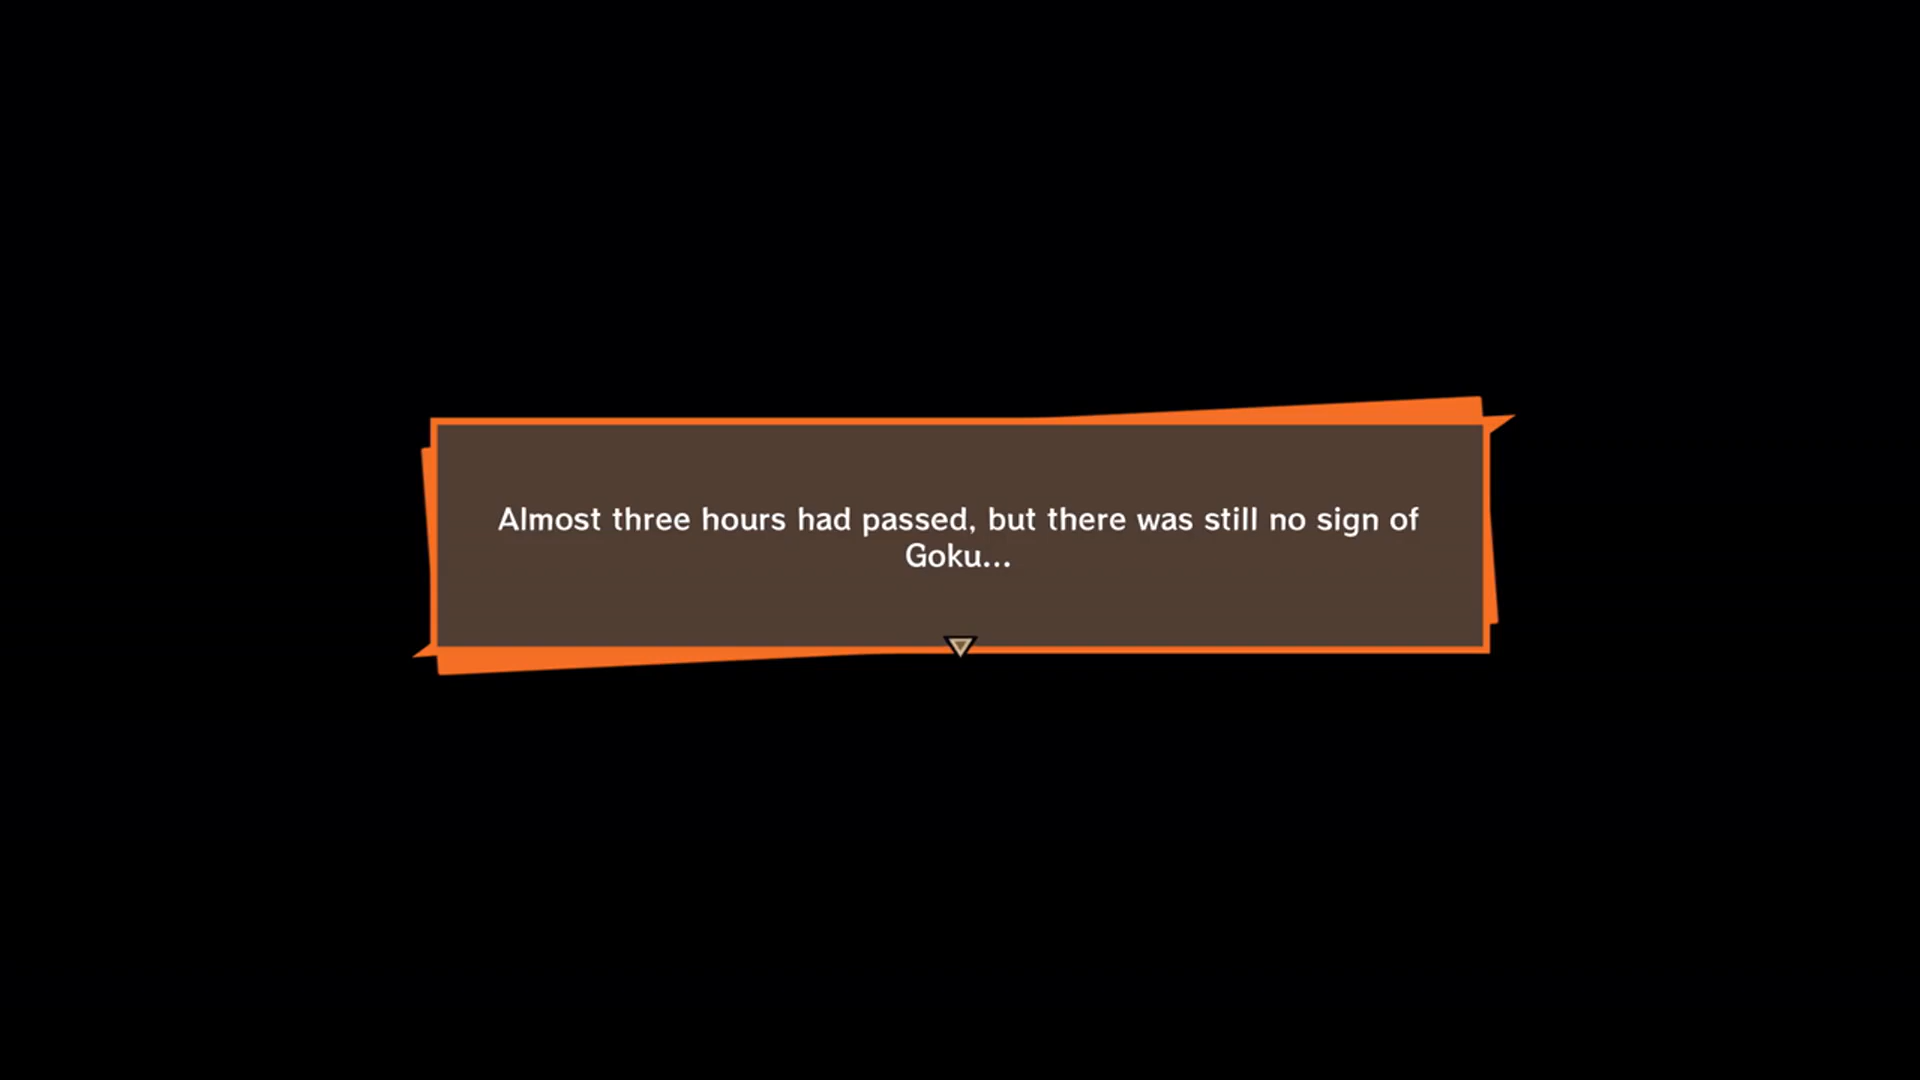 Almost three hours had passed, but there was still no sign of
Goku...